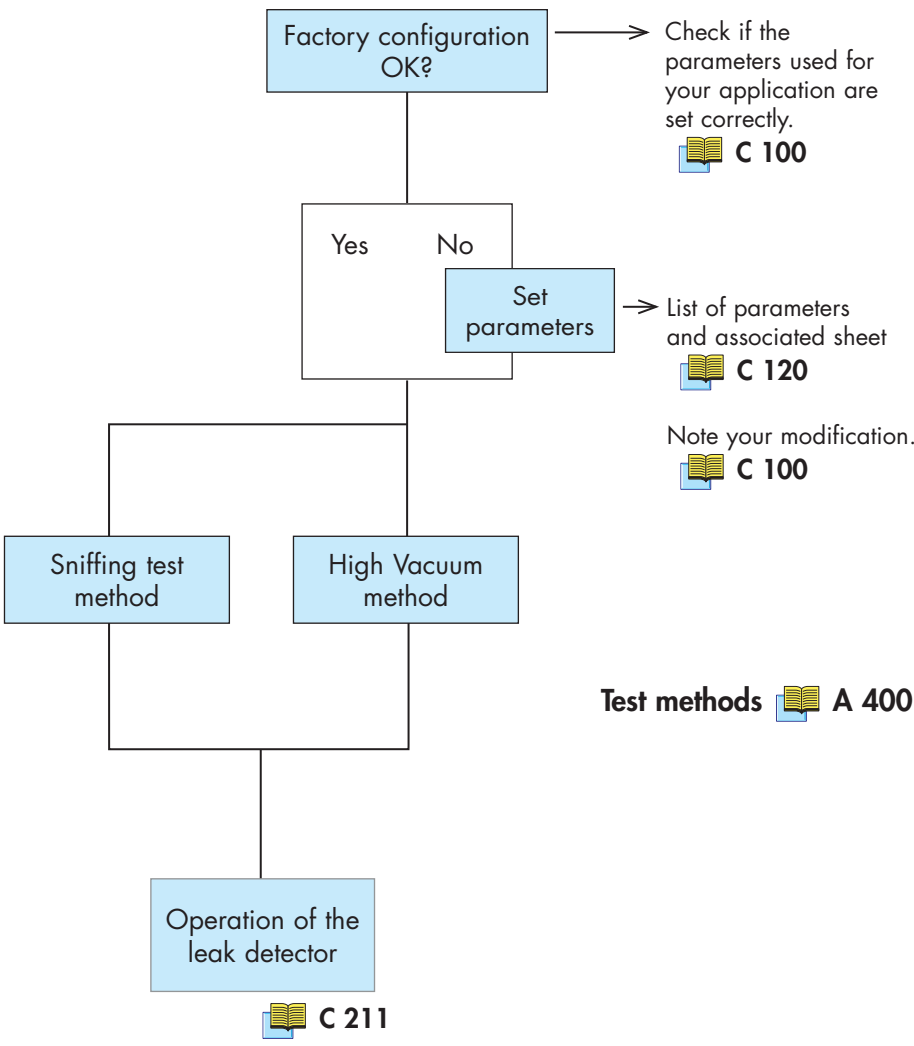 Factory configuration
OK?
Check if the
parameters used for
your application are
set correctly.
C 100
Yes No
Set
parameters
List of parameters
and associated sheet
C 120
Note your modification.
C 100
Sniffing test
method
High Vacuum
method
Test methods A 400
Operation of the
leak detector
C 211